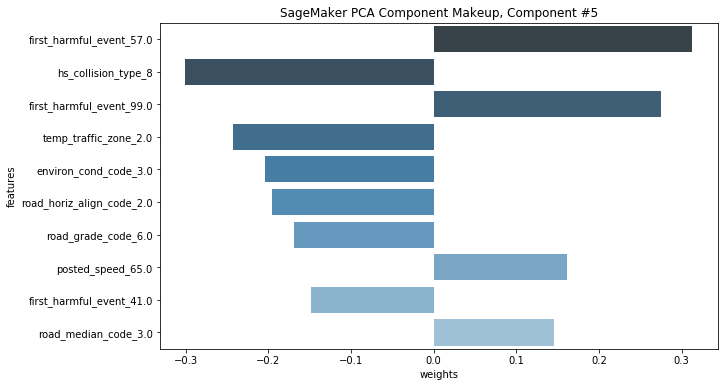 SageMaker PCA Component Makeup, Component #5
first_harmful_event_57.0
hs_collision_type_8
first_harmful_event_99.0
temp_traffic_zone_2.0
environ_cond_code_3.0
road_horiz_align_code_2.0
road_grade_code_6.0
posted_speed_65.0
first_harmful_event_41.0
road_median_code_3.0
features
−0.3 −0.2 −0.1 0.0 0.1 0.2 0.3
weights